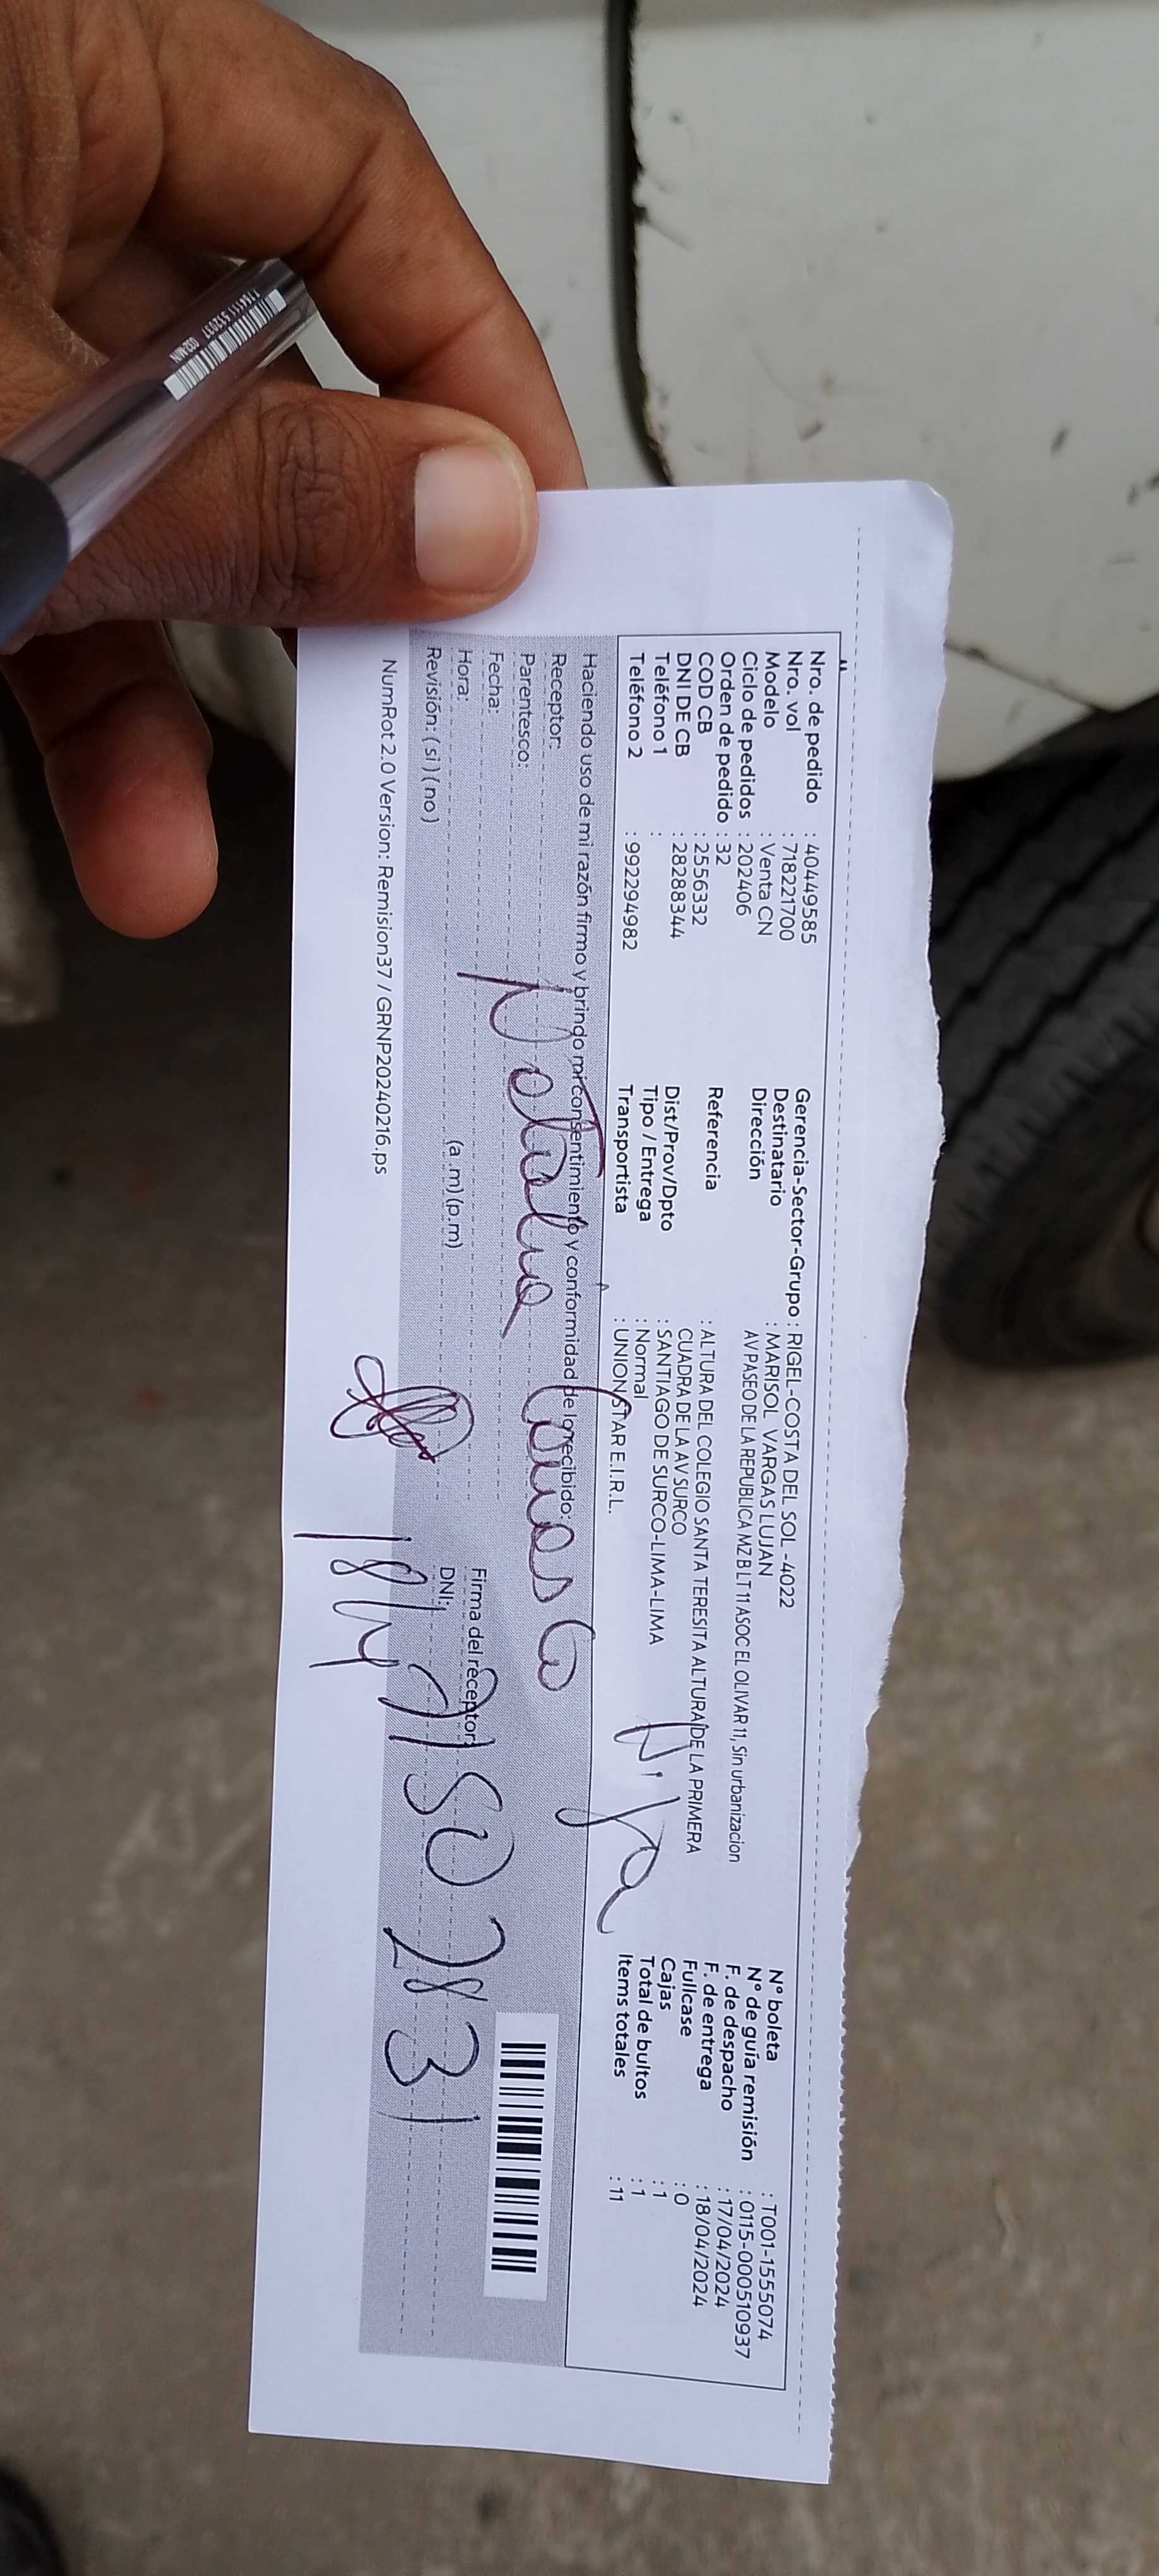 Nro. de pedido : 40449585
Nro. vol : 718221700
Modelo : Venta CN
Ciclo de pedidos : 202406
Orden de pedido : 32
COD CB : 2556332
DNI DE CB : 28288344
Teléfono 1 :
Teléfono 2 : 992294982
Gerencia-Sector-Grupo : RIGEL-COSTA DEL SOL -4022
Destinatario : MARISOL VARGAS LUJAN
Dirección AV PASEO DE LA REPUBLICA MZ B LT 11 ASOC EL OLIVAR 11, Sin urbanizacion
Referencia : ALTURA DEL COLEGIO SANTA TERESITA ALTURA DE LA PRIMERA
CUADRA DE LA AV SURCO
Dist/Prov/Dpto : SANTIAGO DE SURCO-LIMA-LIMA
Tipo / Entrega : Normal
Transportista : UNION STAR E.I.R.L.
N° boleta : T001-1555074
N° de guía remisión : 0115-000510937
F. de despacho : 17/04/2024
F. de entrega : 18/04/2024
Fullcase : 0
Cajas : 1
Total de bultos : 1
Items totales : 11
Hija
Haciendo uso de mi razón firmo y brindo mi consentimiento y conformidad de lo recibido:
Receptor:
Parentesco:
Fecha:
Hora: (a .m) (p.m)
Revisión: ( si ) ( no )
Firma del receptor
DNI:
18/4
NumRot 2.0 Version: Remision37 / GRNP20240216.ps